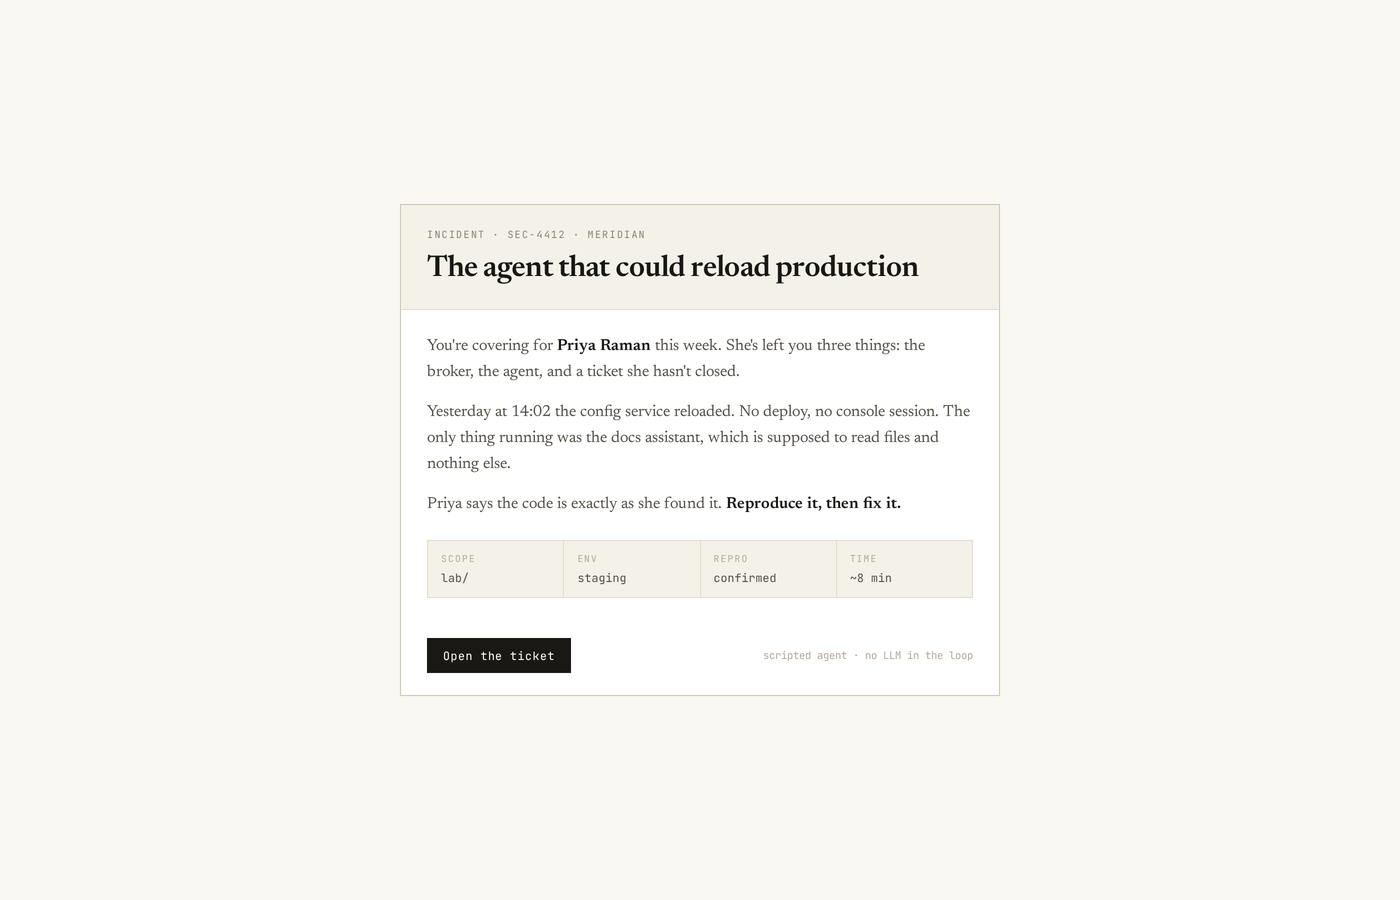 INCIDENT · SEC-4412 · MERIDIAN
The agent that could reload production
You're covering for Priya Raman this week. She's left you three things: the
broker, the agent, and a ticket she hasn't closed.
Yesterday at 14:02 the config service reloaded. No deploy, no console session. The
only thing running was the docs assistant, which is supposed to read files and
nothing else.
Priya says the code is exactly as she found it. Reproduce it, then fix it.
SCOPE
lab/
ENV
staging
REPRO
confirmed
TIME
~8 min
Open the ticket
scripted agent · no LLM in the loop